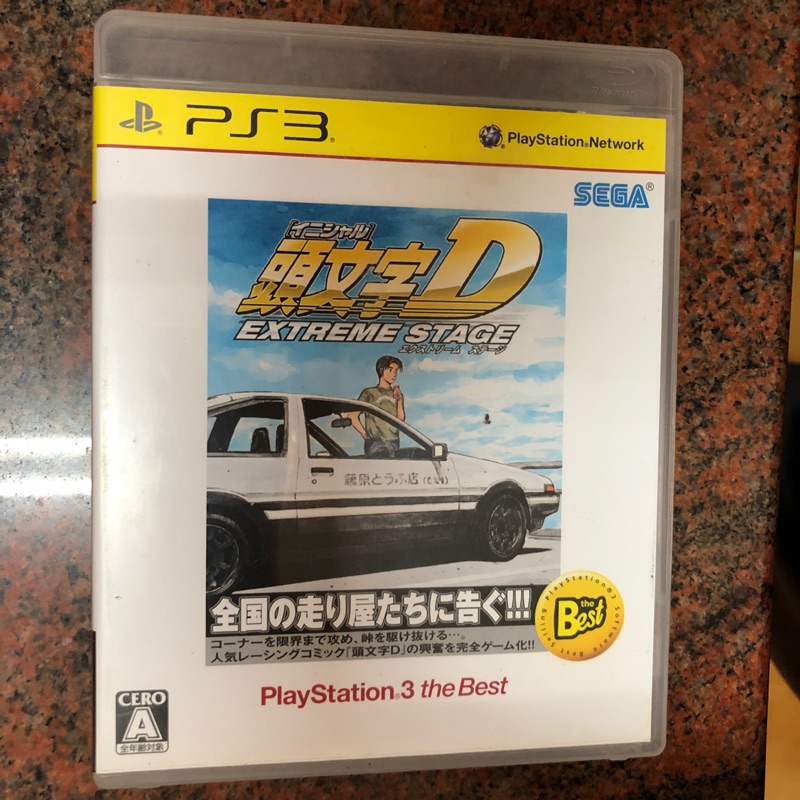 PS3
PlayStation®Network
SEGA®
[イニシャル]
頭文字D
EXTREME STAGE
エクストリーム ステージ
藤原とうふ店
全国の走り屋たちに告ぐ!!!
コーナーを限界まで攻め、峠を駆け抜ける…。
人気レーシングコミック『頭文字D』の興奮を完全ゲーム化!!
the Best
Best Selling PlayStation®3 Software
PlayStation®3 the Best
CERO
A
全年齢対象